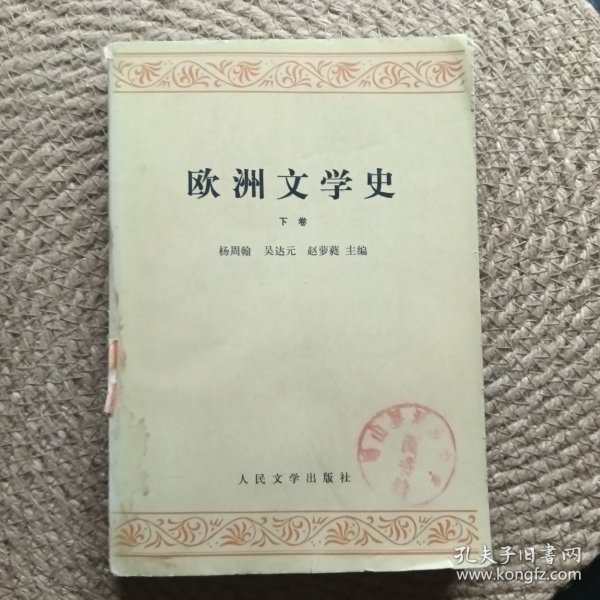 欧洲文学史
下卷
杨周翰 吴达元 赵萝蕤 主编
人民文学出版社
孔夫子旧书网
www.kongfz.com